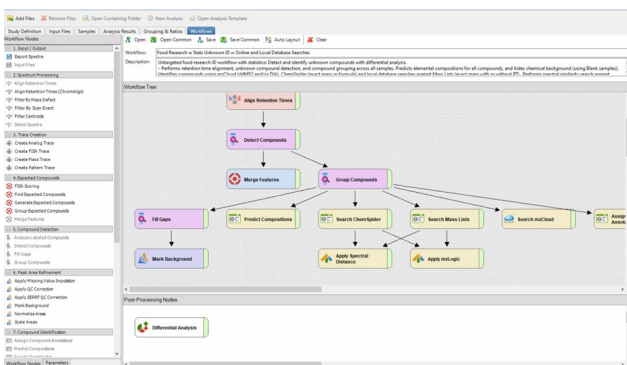 Add Files Remove Files Open Containing Folder New Analysis Open Analysis Template
Study Definition Input Files Samples Analysis Results Grouping & Ratios Workflows
Workflow Nodes
Open Open Common Save Save Common Auto Layout Clear
1. Input / Output
Export Spectra
Input Files
2. Spectrum Processing
Align Retention Times
Align Retention Times (ChromAlign)
Filter By Mass Defect
Filter By Scan Event
Filter Centroids
Select Spectra
3. Trace Creation
Create Analog Trace
Create FISh Trace
Create Mass Trace
Create Pattern Trace
4. Expected Compounds
FISh Scoring
Find Expected Compounds
Generate Expected Compounds
Group Expected Compounds
Merge Features
5. Compound Detection
Analyze Labeled Compounds
Detect Compounds
Fill Gaps
Group Compounds
6. Peak Area Refinement
Apply Missing Value Imputation
Apply QC Correction
Apply SERRF QC Correction
Mark Background
Normalize Areas
Scale Areas
7. Compound Identification
Assign Compound Annotations
Predict Compositions
Workflow Nodes Parameters
Workflow: Food Research w Stats Unknown ID w Online and Local Database Searches
Description: Untargeted food research ID workflow with statistics: Detect and identify unknown compounds with differential analysis.
- Performs retention time alignment, unknown compound detection, and compound grouping across all samples. Predicts elemental compositions for all compounds, and hides chemical background (using Blank samples).
Workflow Tree
Align Retention Times
Detect Compounds
Merge Features
Group Compounds
Fill Gaps
Predict Compositions
Search ChemSpider
Search Mass Lists
Search mzCloud
Assign
Mark Background
Apply Spectral
Distance
Apply mzLogic
Post-Processing Nodes
Differential Analysis